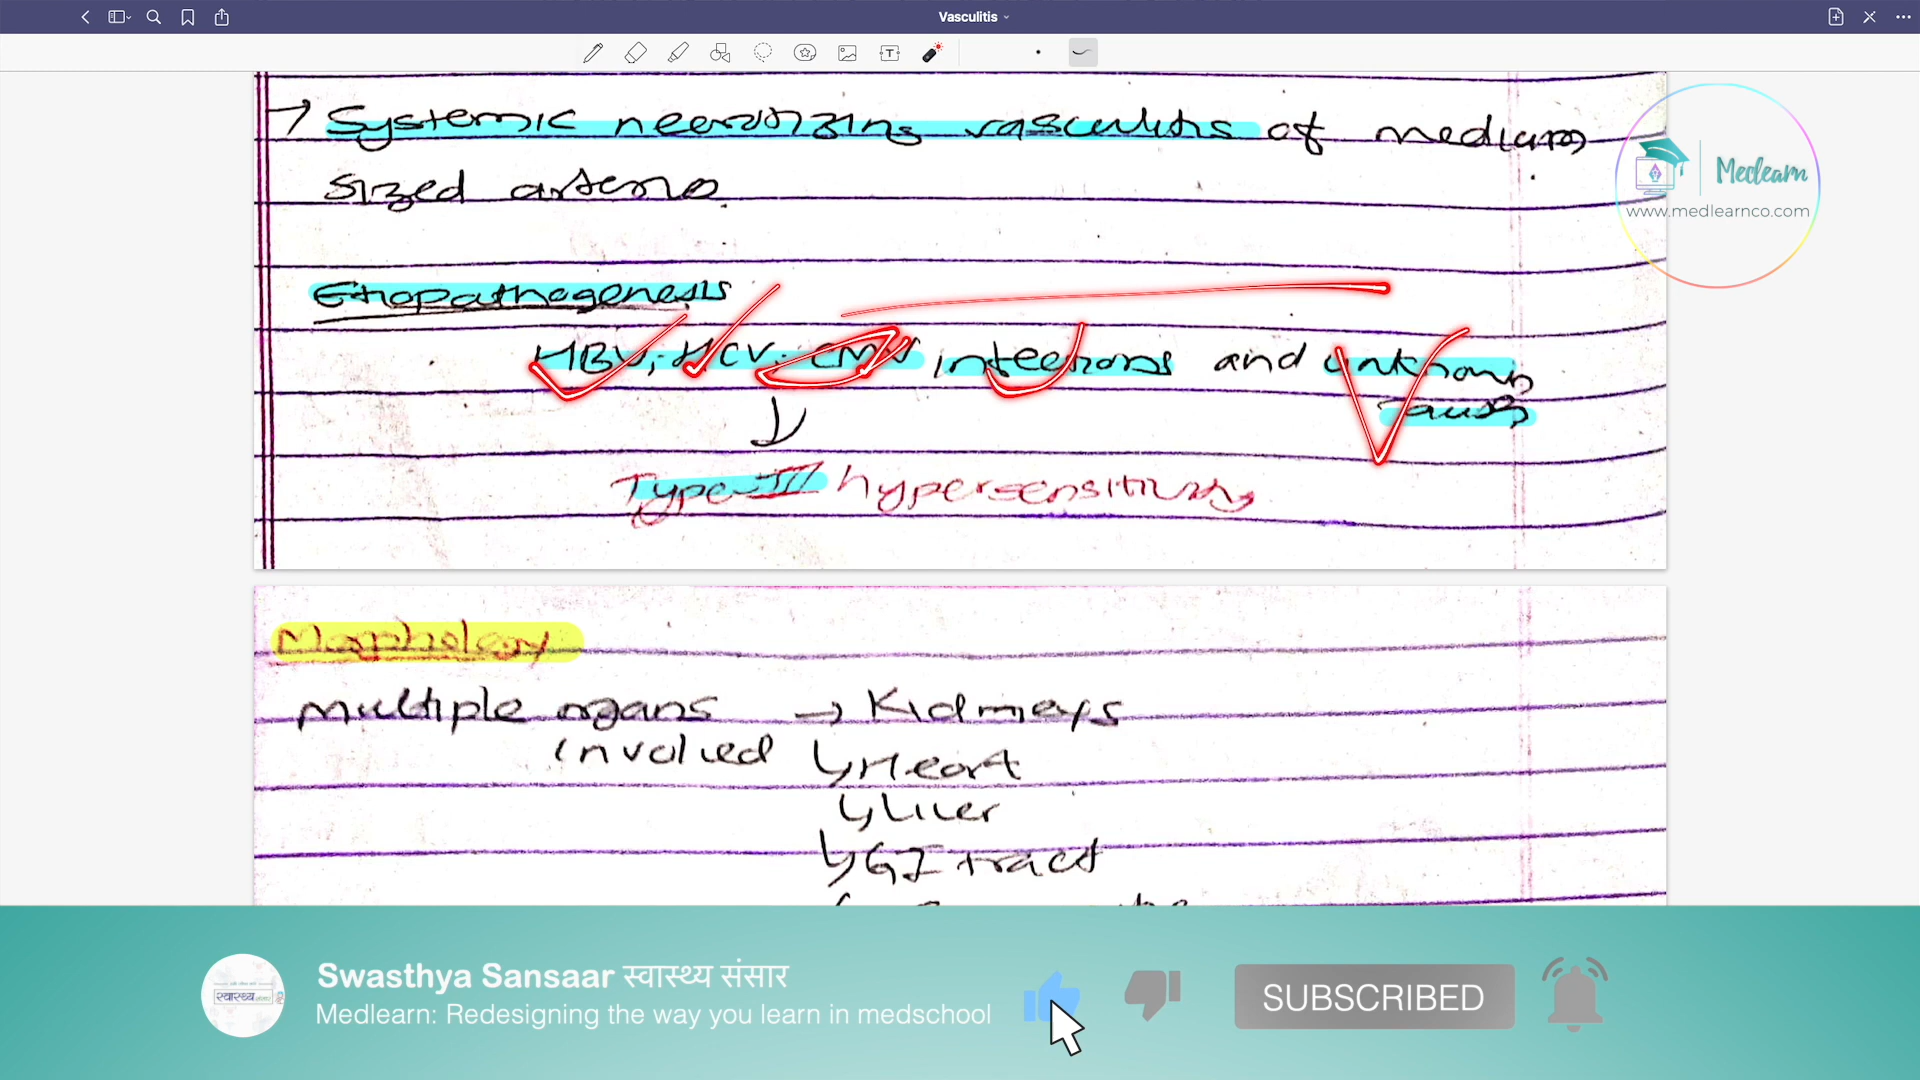 Vasculitis
→ Systemic necrotizing vasculitis of medium
sized arteries.
Medlearn
www.medlearnco.com
Etiopathogenesis
HBV, HCV, CMV infections and unknown
causes
↓
Type-III hypersensitivity
Morphology
Multiple organs → Kidneys
involved ↳ Heart
↳ Liver
↳ GI tract
Swasthya Sansaar स्वास्थ्य संसार
Medlearn: Redesigning the way you learn in medschool
SUBSCRIBED
स्वास्थ्य